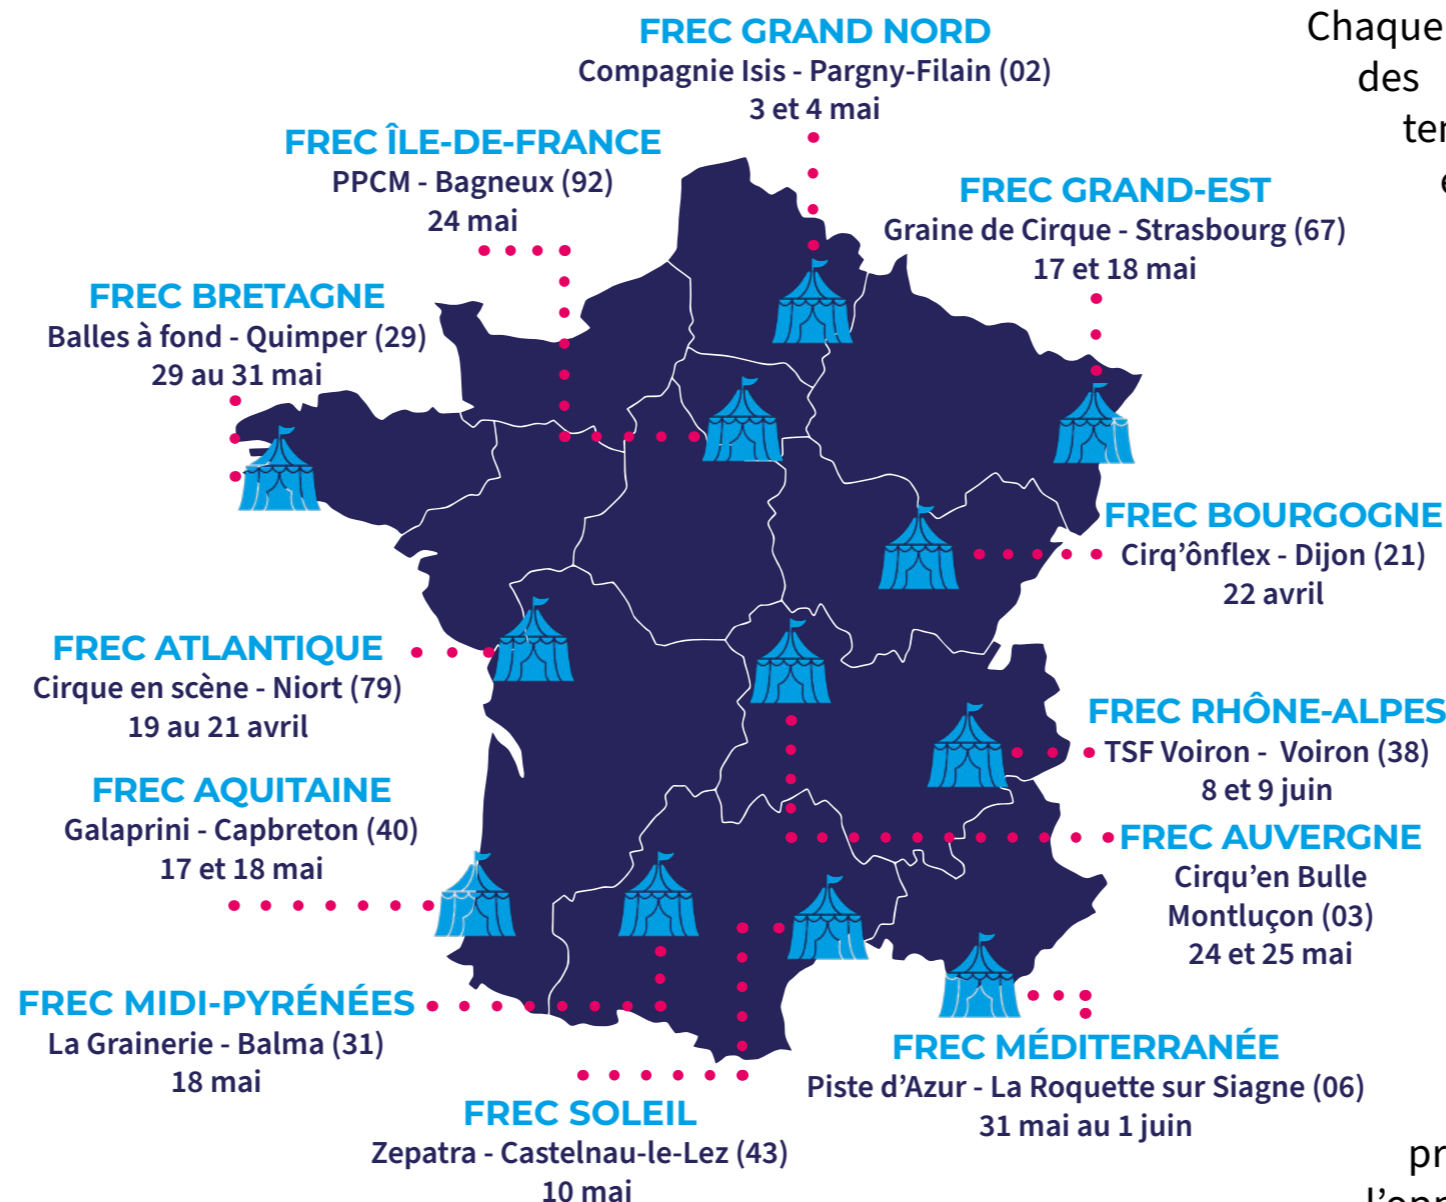 FREC GRAND NORD
Compagnie Isis - Pargny-Filain (02)
3 et 4 mai
Chaque
des
FREC ÎLE-DE-FRANCE
PPCM - Bagneux (92)
24 mai
FREC GRAND-EST
Graine de Cirque - Strasbourg (67)
17 et 18 mai
FREC BRETAGNE
Balles à fond - Quimper (29)
29 au 31 mai
FREC BOURGOGNE
Cirq'ônflex - Dijon (21)
22 avril
FREC ATLANTIQUE
Cirque en scène - Niort (79)
19 au 21 avril
FREC RHÔNE-ALPES
TSF Voiron - Voiron (38)
8 et 9 juin
FREC AQUITAINE
Galaprini - Capbreton (40)
17 et 18 mai
FREC AUVERGNE
Cirqu'en Bulle
Montluçon (03)
24 et 25 mai
FREC MIDI-PYRÉNÉES
La Grainerie - Balma (31)
18 mai
FREC MÉDITERRANÉE
Piste d'Azur - La Roquette sur Siagne (06)
31 mai au 1 juin
FREC SOLEIL
Zepatra - Castelnau-le-Lez (43)
10 mai